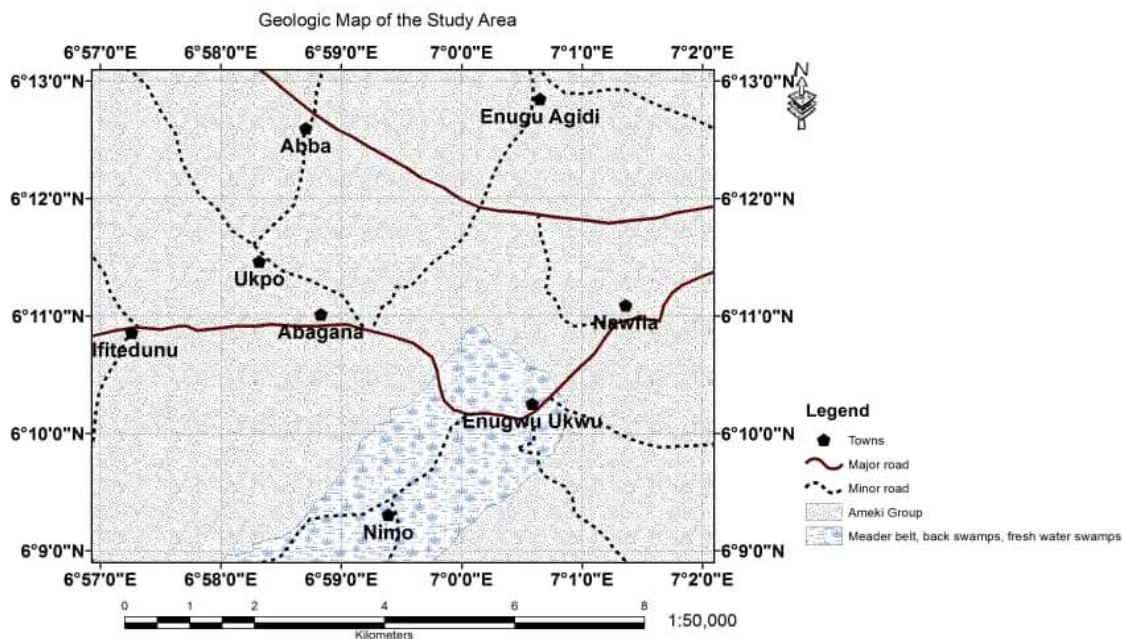 Geologic Map of the Study Area
6°57'0"E 6°58'0"E 6°59'0"E 7°0'0"E 7°1'0"E 7°2'0"E
N
6°13'0"N 6°13'0"N
Enugu Agidi
Abba
6°12'0"N 6°12'0"N
Ukpo
6°11'0"N 6°11'0"N
Nawfia
Abagana
Ifitedunu
Enugwu Ukwu
6°10'0"N 6°10'0"N
Nimo
6°9'0"N 6°9'0"N
6°57'0"E 6°58'0"E 6°59'0"E 7°0'0"E 7°1'0"E 7°2'0"E
Legend
Towns
Major road
Minor road
Ameki Group
Meader belt, back swamps, fresh water swamps
0 1 2 4 6 8
Kilometers
1:50,000